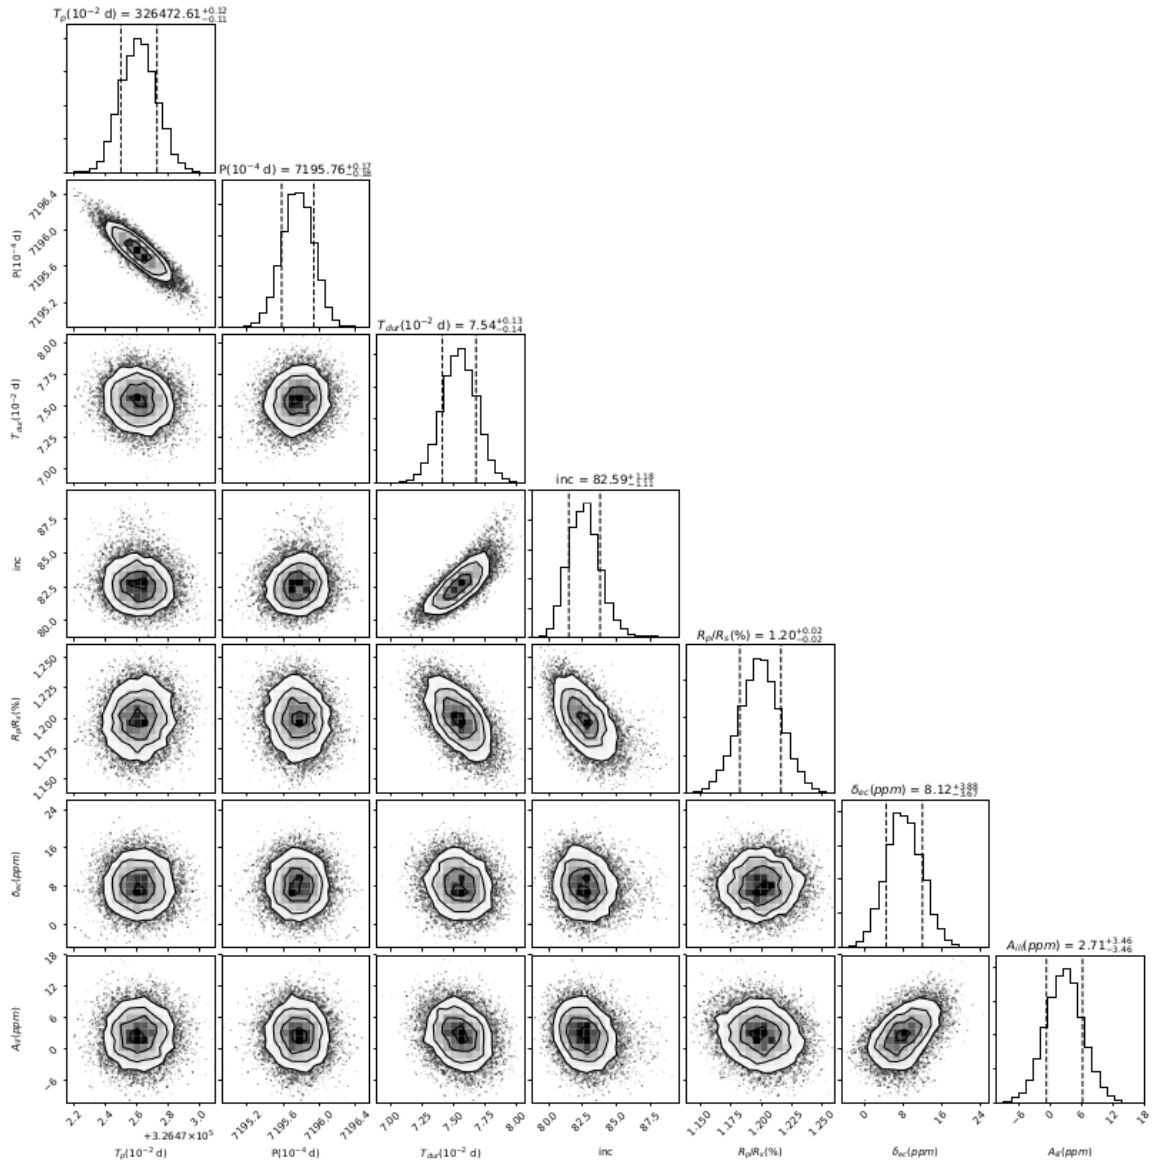 T_p(10^−2 d) = 326472.61^+0.12_−0.11
P(10^−4 d) = 7195.76^+0.17_−0.18
7196.4
7196.0
7195.6
7195.2
P(10^−4 d)
T_dur(10^−2 d) = 7.54^+0.13_−0.14
8.00
7.75
7.50
7.25
7.00
T_dur(10^−2 d)
inc = 82.59^+1.18_−1.11
87.5
85.0
82.5
80.0
inc
R_p/R_s(%) = 1.20^+0.02_−0.02
1.250
1.225
1.200
1.175
1.150
R_p/R_s(%)
δ_ec(ppm) = 8.12^+3.88_−3.67
24
16
8
0
δ_ec(ppm)
A_ill(ppm) = 2.71^+3.46_−3.46
18
12
6
0
−6
A_ill(ppm)
2.2 2.4 2.6 2.8 3.0
+3.2647×10^5
T_p(10^−2 d)
7195.2 7195.6 7196.0 7196.4
P(10^−4 d)
7.00 7.25 7.50 7.75 8.00
T_dur(10^−2 d)
80.0 82.5 85.0 87.5
inc
1.150 1.175 1.200 1.225 1.250
R_p/R_s(%)
0 8 16 24
δ_ec(ppm)
−6 0 6 12 18
A_ill(ppm)